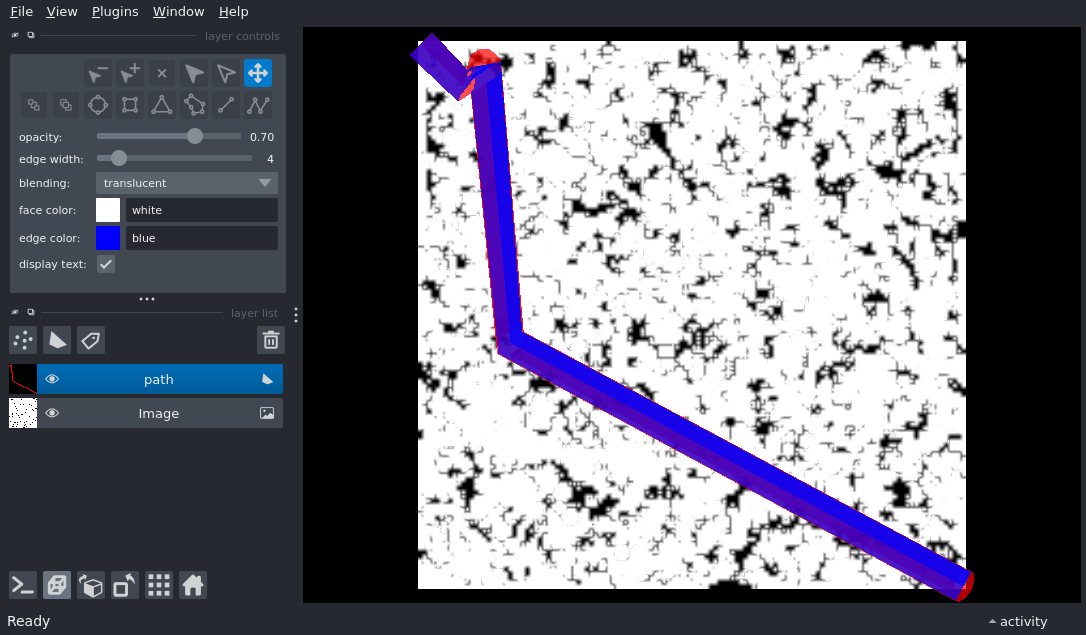 File View Plugins Window Help
layer controls
opacity: 0.70
edge width: 4
blending: translucent
face color: white
edge color: blue
display text:
layer list
path
Image
Ready
activity